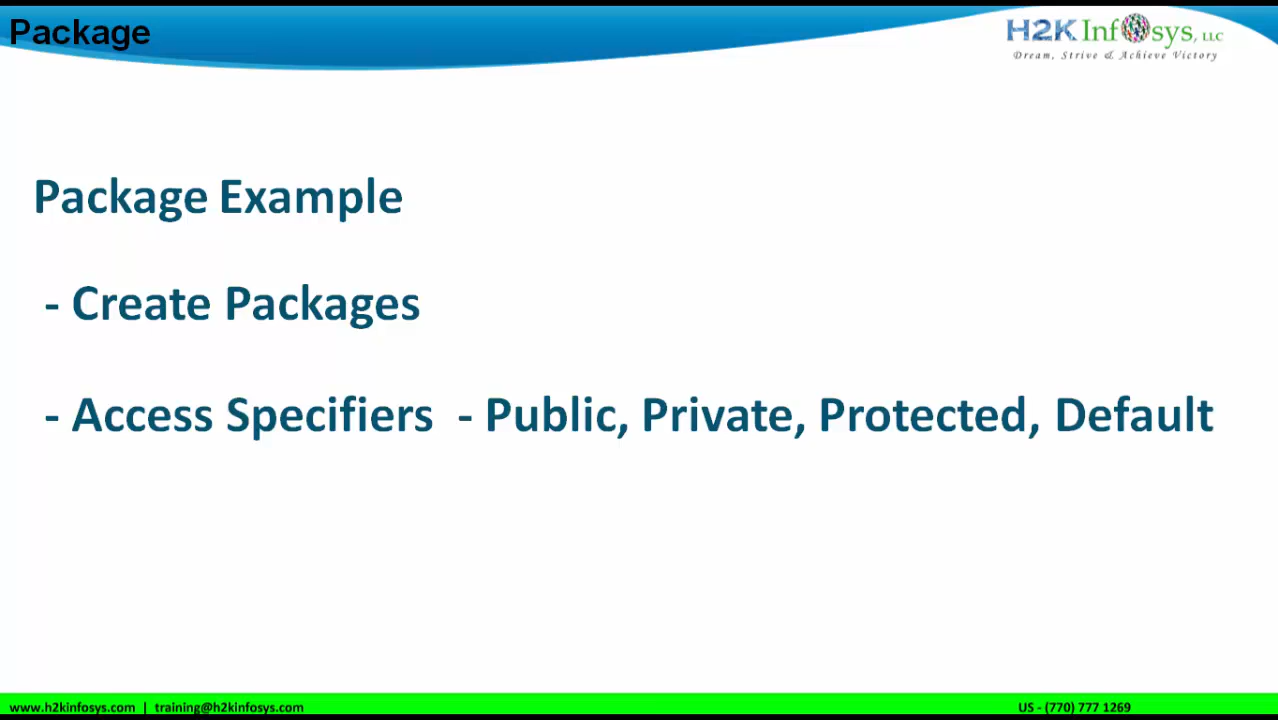 Package
H2K Infosys, LLC
Dream, Strive & Achieve Victory
Package Example
- Create Packages
- Access Specifiers - Public, Private, Protected, Default
www.h2kinfosys.com | training@h2kinfosys.com
US - (770) 777 1269